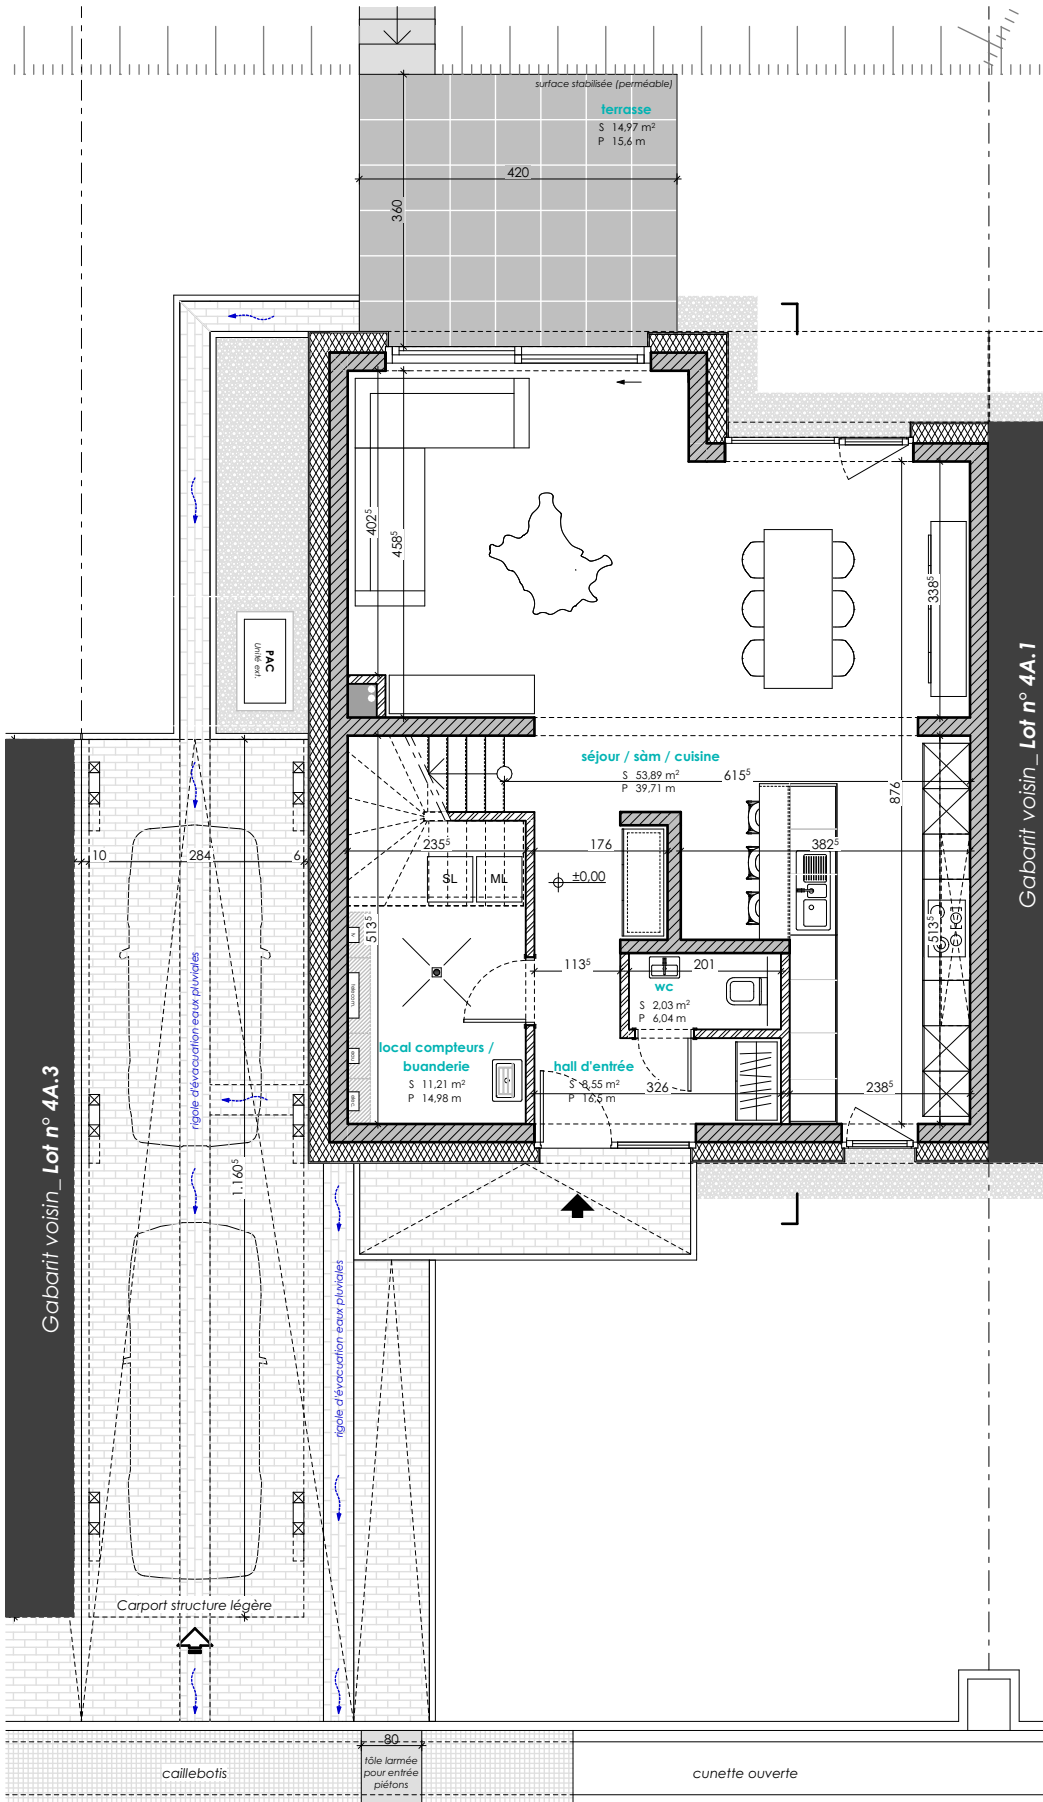 surface stabilisée (perméable)
terrasse
S 14,97 m²
P 15,6 m
420
360
402⁵
458⁵
338⁵
PAC
Unité ext.
séjour / sàm / cuisine
S 53,89 m²
P 39,71 m
615⁵
876
10
284
6
235⁵
176
382⁵
SL
ML
±0,00
513⁵
513⁵
113⁵
201
wc
S 2,03 m²
P 6,04 m
local compteurs /
buanderie
S 11,21 m²
P 14,98 m
hall d'entrée
S 8,55 m²
P 16,5 m
326
238⁵
rigole d'évacuation eaux pluviales
1.160⁵
rigole d'évacuation eaux pluviales
Gabarit voisin_ Lot n° 4A.3
Gabarit voisin_ Lot n° 4A.1
Carport structure légère
80
caillebotis
tôle larmée
pour entrée
piétons
cunette ouverte